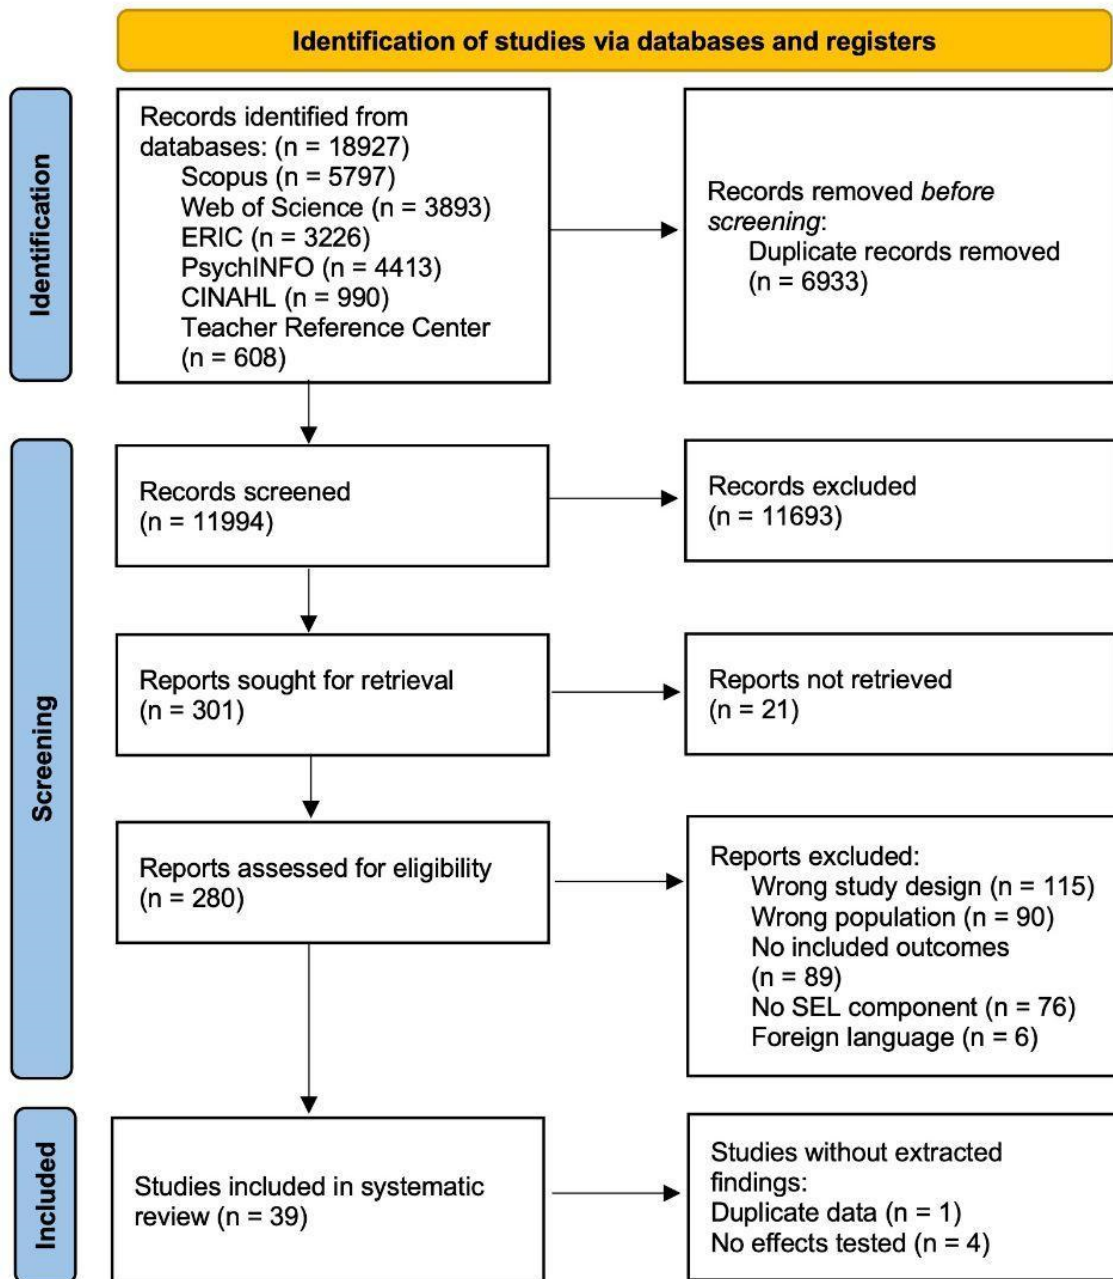 Identification of studies via databases and registers
Identification
Records identified from
databases: (n = 18927)
Scopus (n = 5797)
Web of Science (n = 3893)
ERIC (n = 3226)
PsychINFO (n = 4413)
CINAHL (n = 990)
Teacher Reference Center
(n = 608)
Records removed before
screening:
Duplicate records removed
(n = 6933)
Screening
Records screened
(n = 11994)
Records excluded
(n = 11693)
Reports sought for retrieval
(n = 301)
Reports not retrieved
(n = 21)
Reports assessed for eligibility
(n = 280)
Reports excluded:
Wrong study design (n = 115)
Wrong population (n = 90)
No included outcomes
(n = 89)
No SEL component (n = 76)
Foreign language (n = 6)
Included
Studies included in systematic
review (n = 39)
Studies without extracted
findings:
Duplicate data (n = 1)
No effects tested (n = 4)